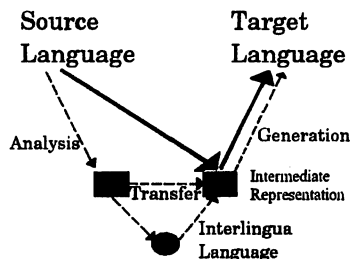 Source
Language
Target
Language
Analysis
Generation
Transfer
Intermediate
Representation
Interlingua
Language